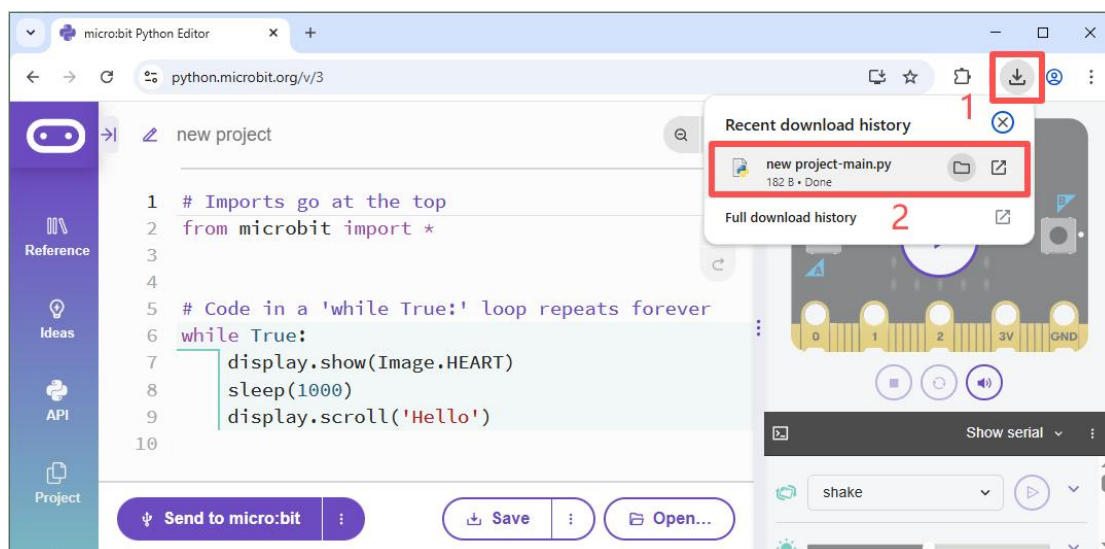 micro:bit Python Editor
python.microbit.org/v/3
1
new project
Recent download history
new project-main.py
182 B • Done
Full download history
2
Reference
Ideas
API
Project
1 # Imports go at the top
2 from microbit import *
3
4
5 # Code in a 'while True:' loop repeats forever
6 while True:
7 display.show(Image.HEART)
8 sleep(1000)
9 display.scroll('Hello')
10
B
A
0 1 2 3V GND
Show serial
shake
Send to micro:bit
Save
Open...